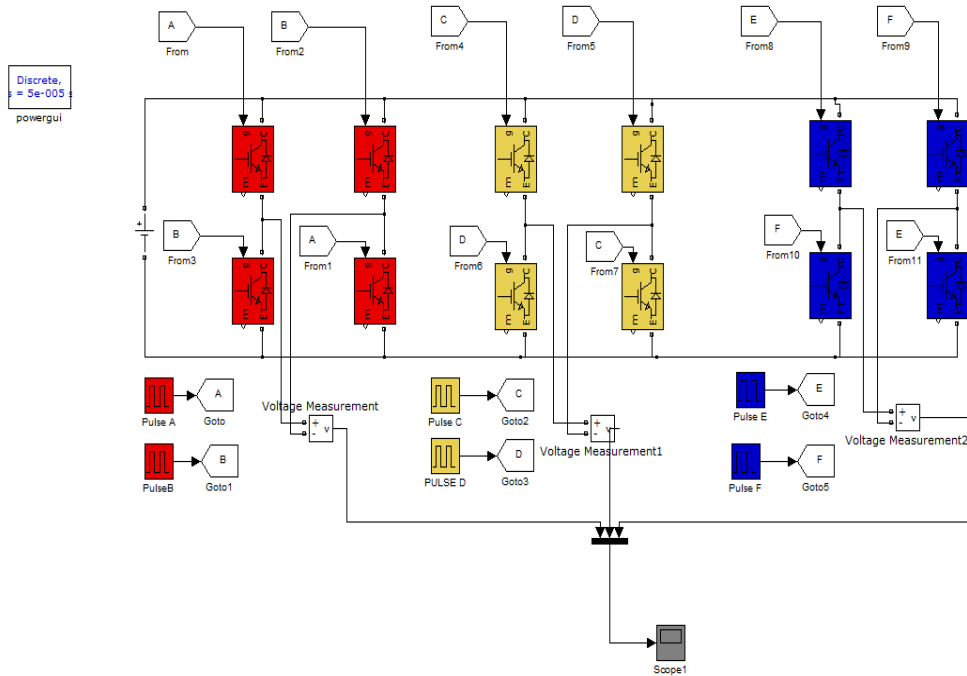 A
B
C
D
E
F
From
From2
From4
From5
From8
From9
Discrete,
s = 5e-005 s
powergui
g C
g C
g C
g C
g C
g C
m E
m E
m E
m E
m E
m E
+
B
A
D
C
F
E
From3
From1
From6
From7
From10
From11
g C
g C
g C
g C
g C
g C
m E
m E
m E
m E
m E
m E
Pulse A
A
Goto
Voltage Measurement
+
-
v
Pulse C
C
Goto2
+
-
v
Voltage Measurement1
Pulse E
E
Goto4
+
-
v
Voltage Measurement2
PulseB
B
Goto1
PULSE D
D
Goto3
Pulse F
F
Goto5
Scope1